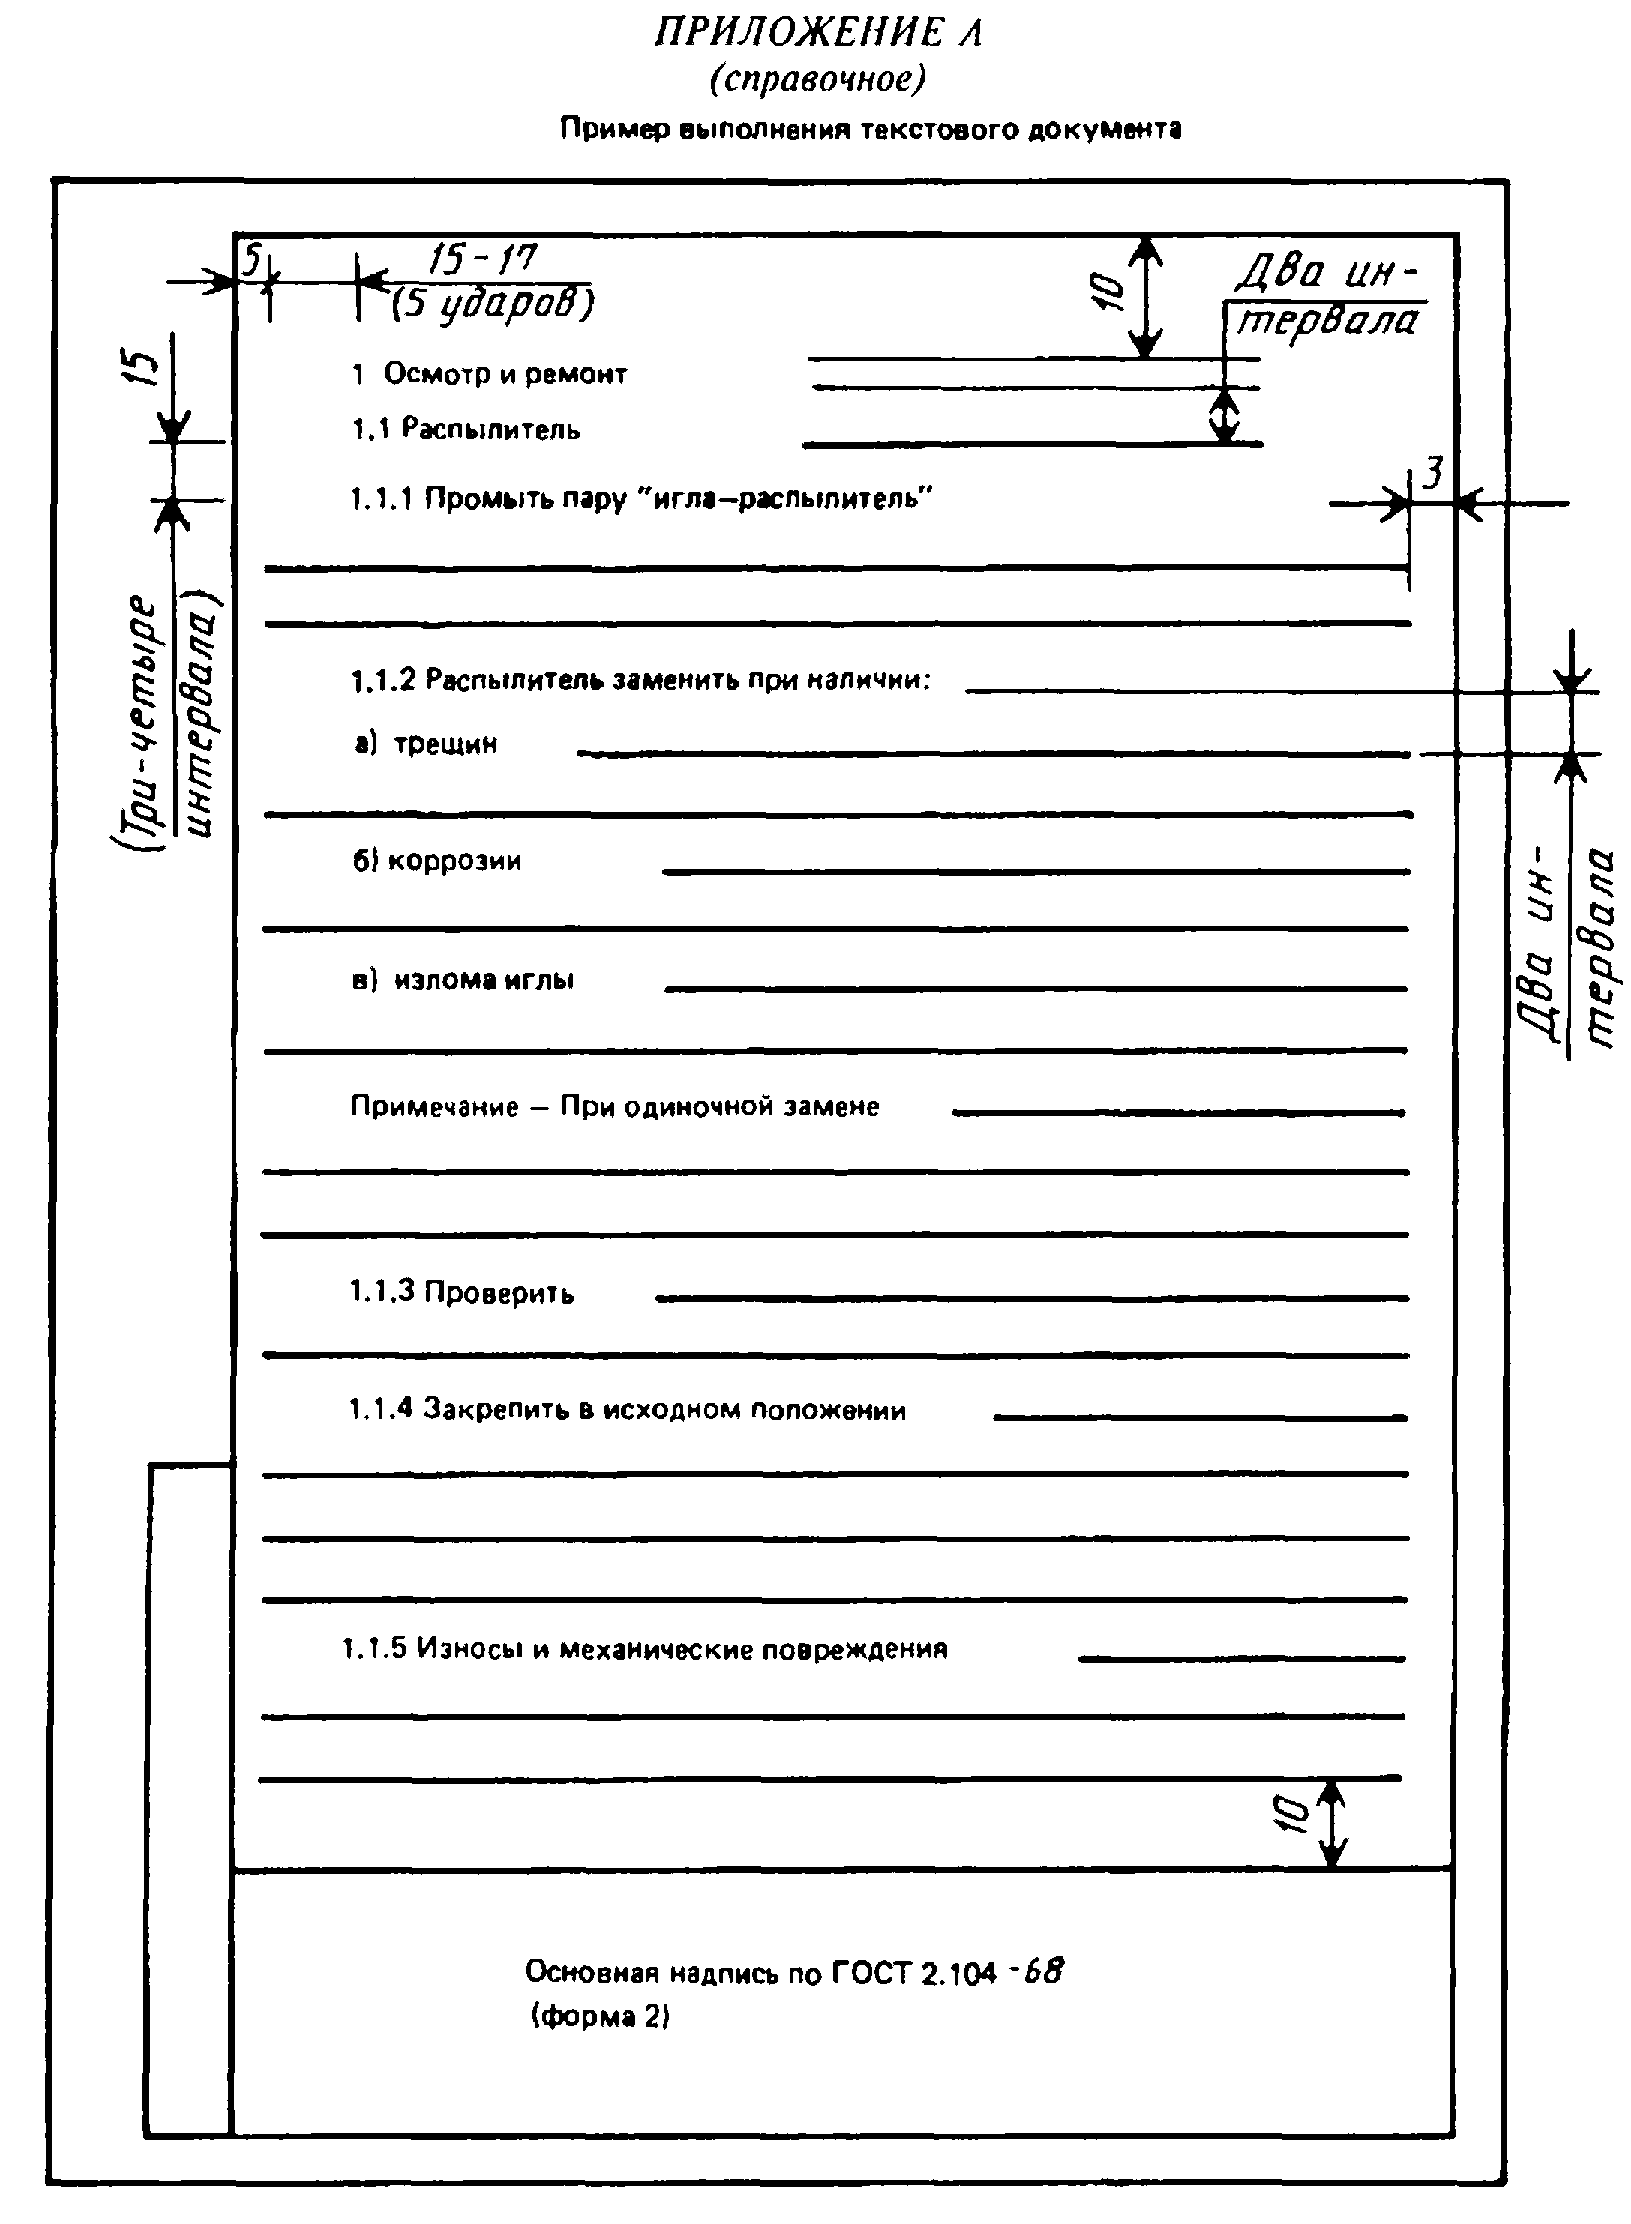 ПРИЛОЖЕНИЕ А
(справочное)
Пример выполнения текстового документа
5
15-17
(5 ударов)
10
Два ин-
тервала
15
(Три-четыре
интервала)
1 Осмотр и ремонт
1.1 Распылитель
1.1.1 Промыть пару "игла—распылитель"
3
1.1.2 Распылитель заменить при наличии:
а) трещин
Два ин-
тервала
б) коррозии
в) излома иглы
Примечание — При одиночной замене
1.1.3 Проверить
1.1.4 Закрепить в исходном положении
1.1.5 Износы и механические повреждения
10
Основная надпись по ГОСТ 2.104 -68
(форма 2)